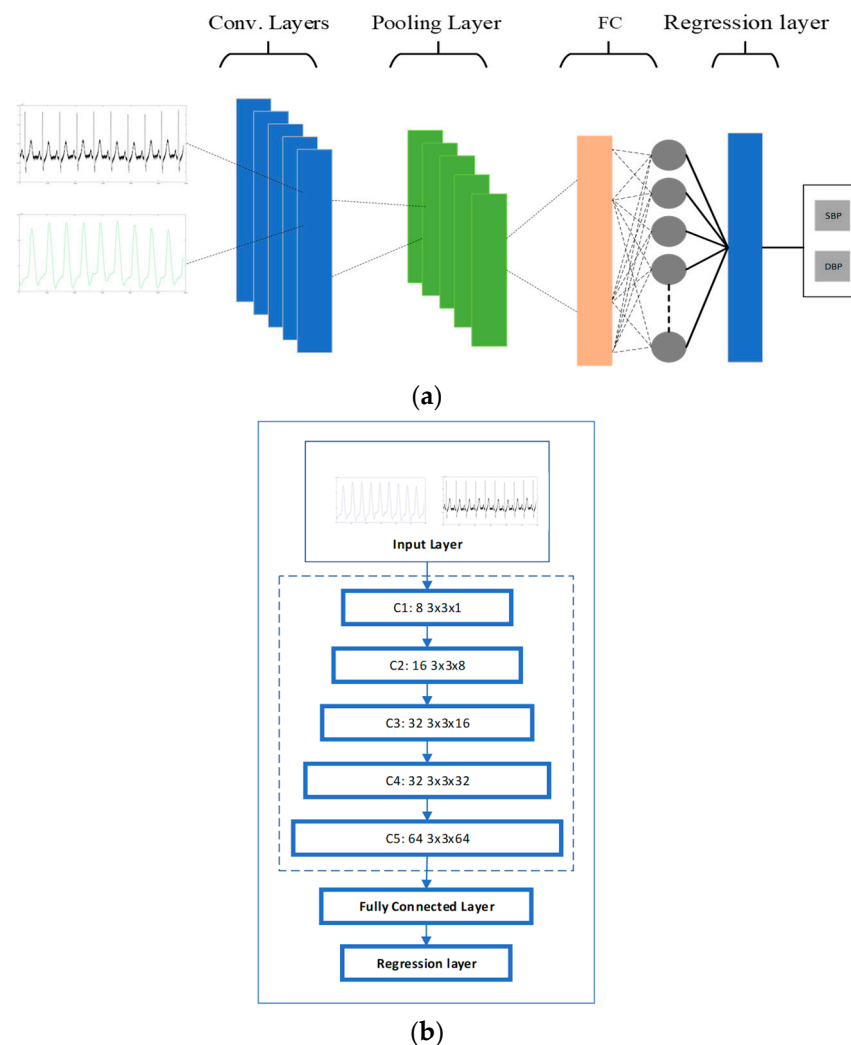 Conv. Layers Pooling Layer FC Regression layer
SBP
DBP
(a)
Input Layer
C1: 8 3x3x1
C2: 16 3x3x8
C3: 32 3x3x16
C4: 32 3x3x32
C5: 64 3x3x64
Fully Connected Layer
Regression layer
(b)